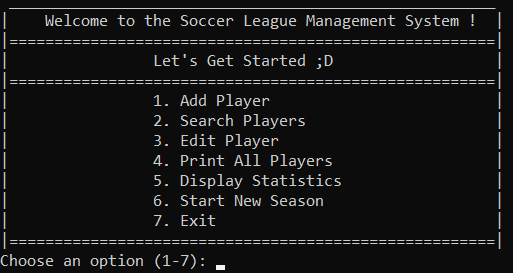 Welcome to the Soccer League Management System !
Let's Get Started ;D
1. Add Player
2. Search Players
3. Edit Player
4. Print All Players
5. Display Statistics
6. Start New Season
7. Exit
Choose an option (1-7):